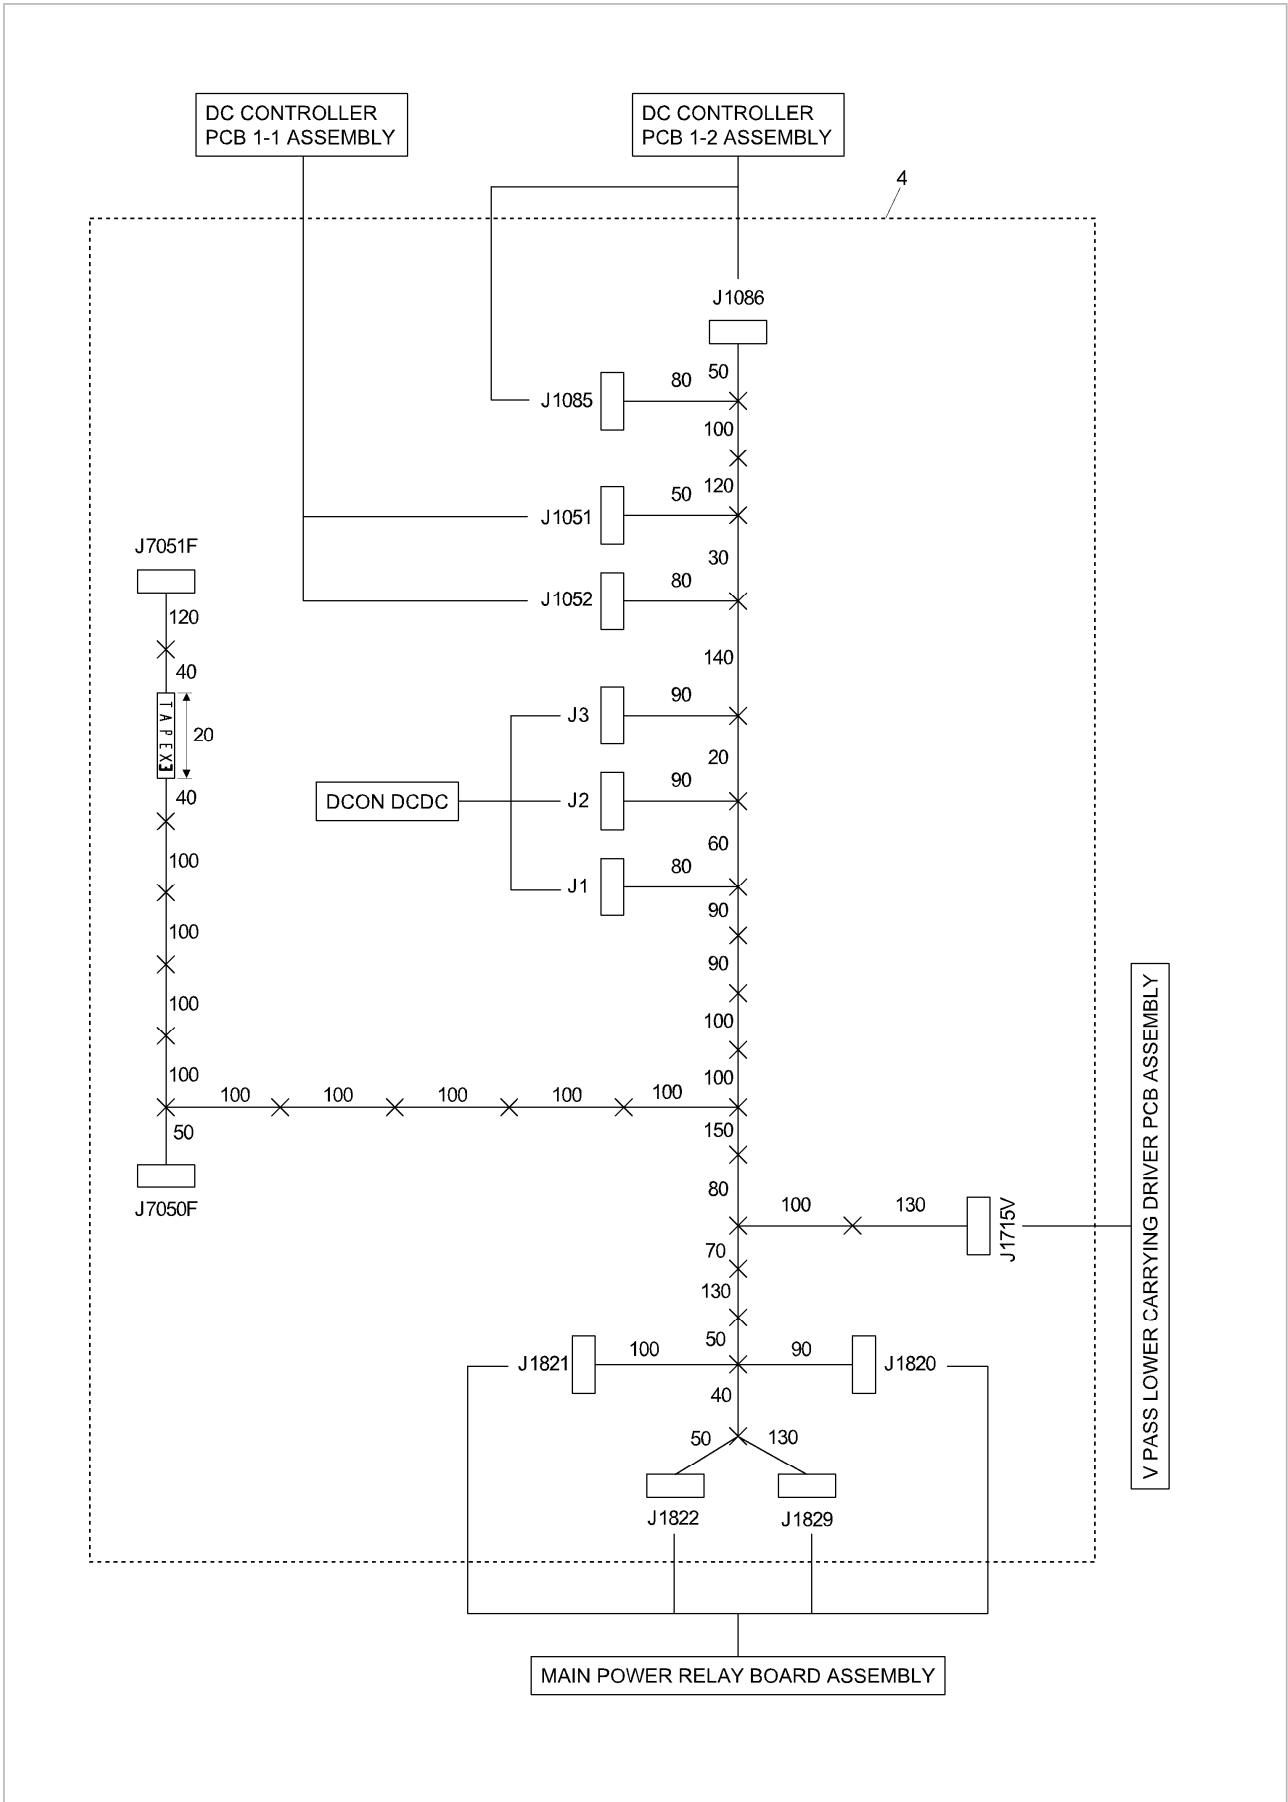 DC CONTROLLER
PCB 1-1 ASSEMBLY
DC CONTROLLER
PCB 1-2 ASSEMBLY
4
J1086
50
80
J1085
100
120
50
J1051
30
80
J1052
140
90
J3
20
90
J2
DCON DCDC
60
80
J1
90
90
100
100
J7051F
120
40
TAPEX3
20
40
100
100
100
100
100
100
100
100
100
50
J7050F
150
80
100
130
J1715V
V PASS LOWER CARRYING DRIVER PCB ASSEMBLY
70
130
50
J1821
100
90
J1820
40
50
130
J1822
J1829
MAIN POWER RELAY BOARD ASSEMBLY